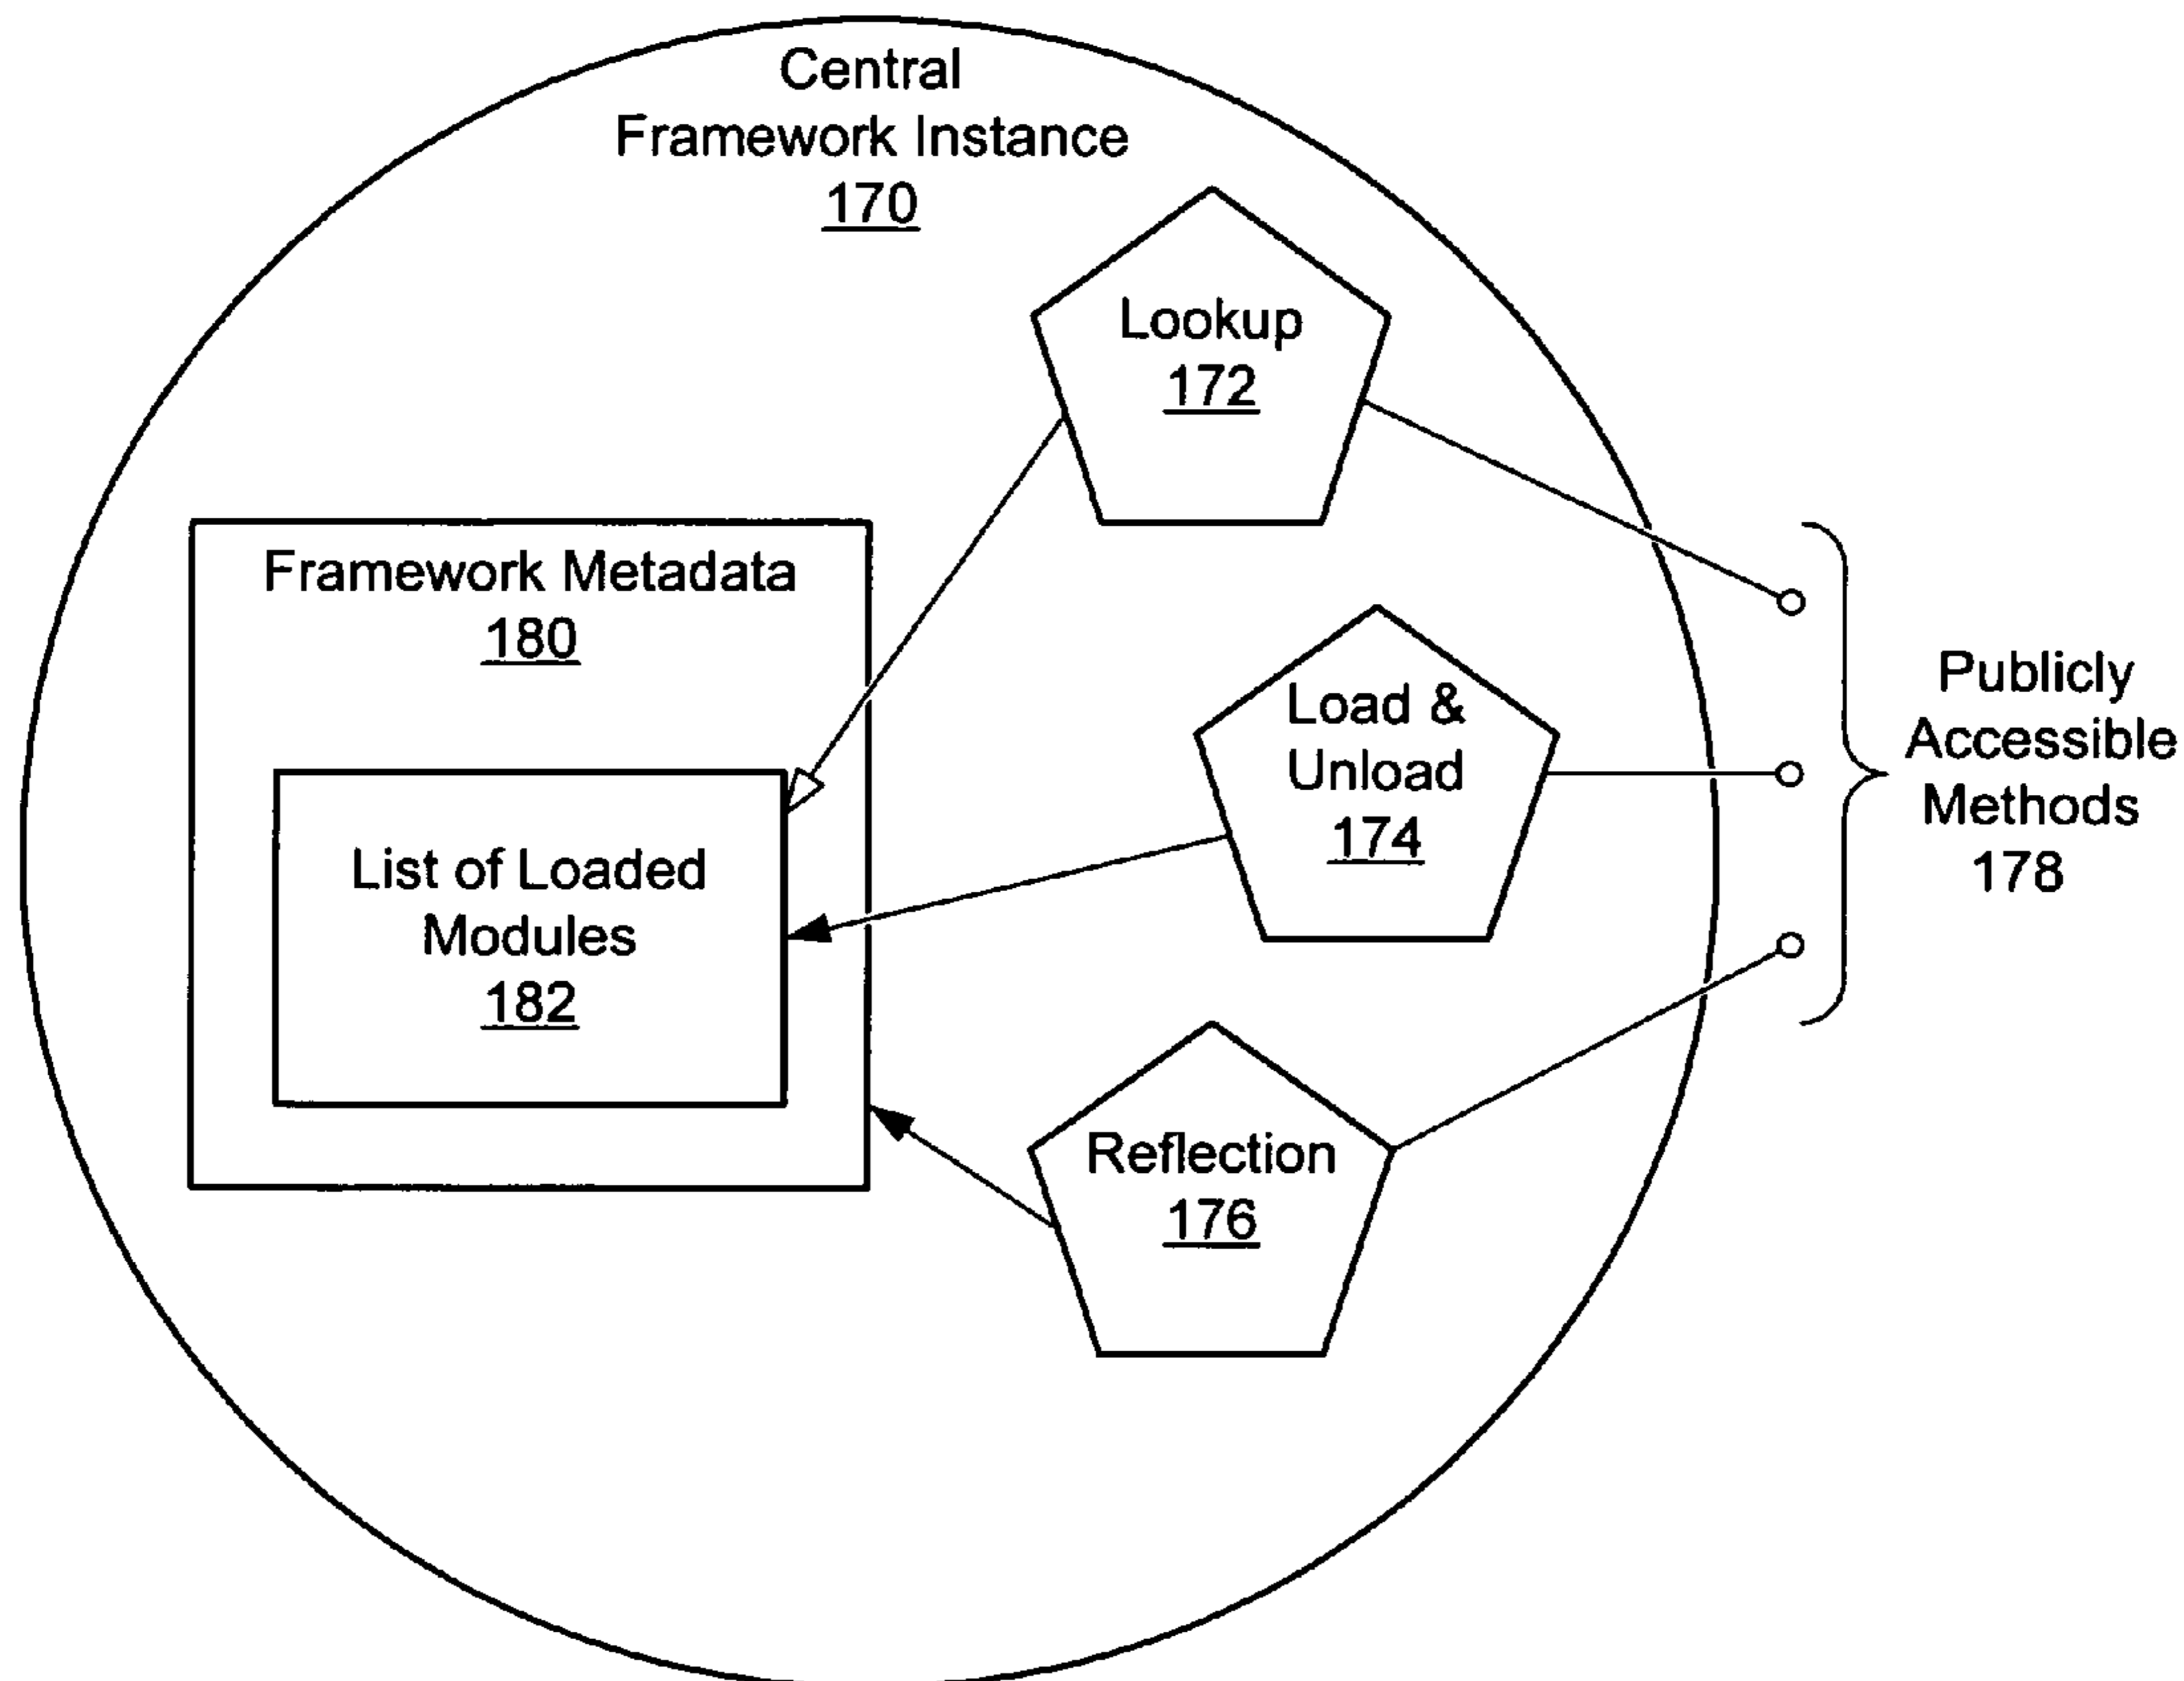 Central
Framework Instance
170
Lookup
172
Framework Metadata
180
Load &
Unload
174
Publicly
Accessible
Methods
178
List of Loaded
Modules
182
Reflection
176